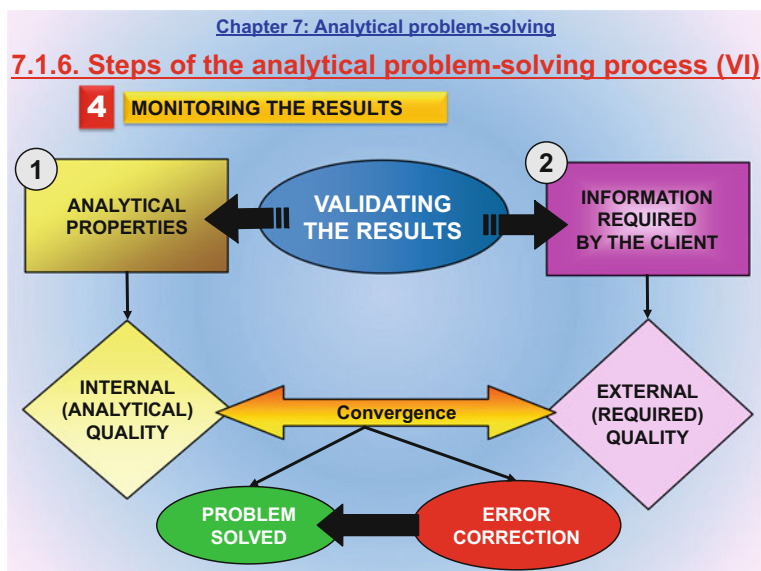 Chapter 7: Analytical problem-solving
7.1.6. Steps of the analytical problem-solving process (VI)
4 MONITORING THE RESULTS
1
ANALYTICAL
PROPERTIES
VALIDATING
THE RESULTS
2
INFORMATION
REQUIRED
BY THE CLIENT
INTERNAL
(ANALYTICAL)
QUALITY
Convergence
EXTERNAL
(REQUIRED)
QUALITY
PROBLEM
SOLVED
ERROR
CORRECTION